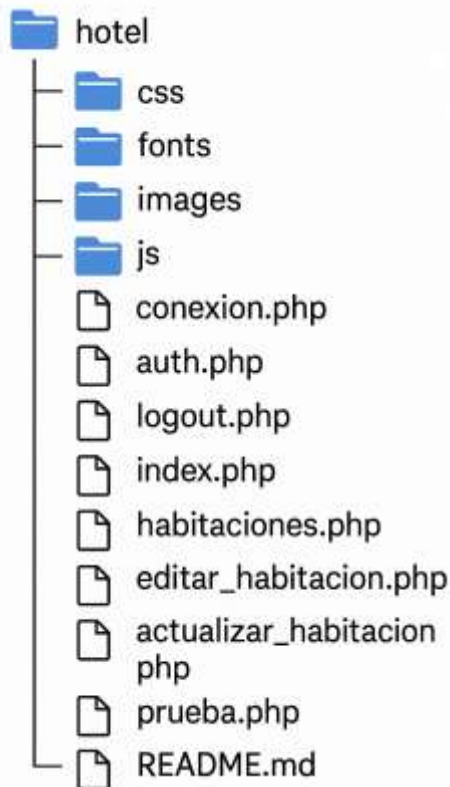 hotel
css
fonts
images
js
conexion.php
auth.php
logout.php
index.php
habitaciones.php
editar_habitacion.php
actualizar_habitacion
php
prueba.php
README.md